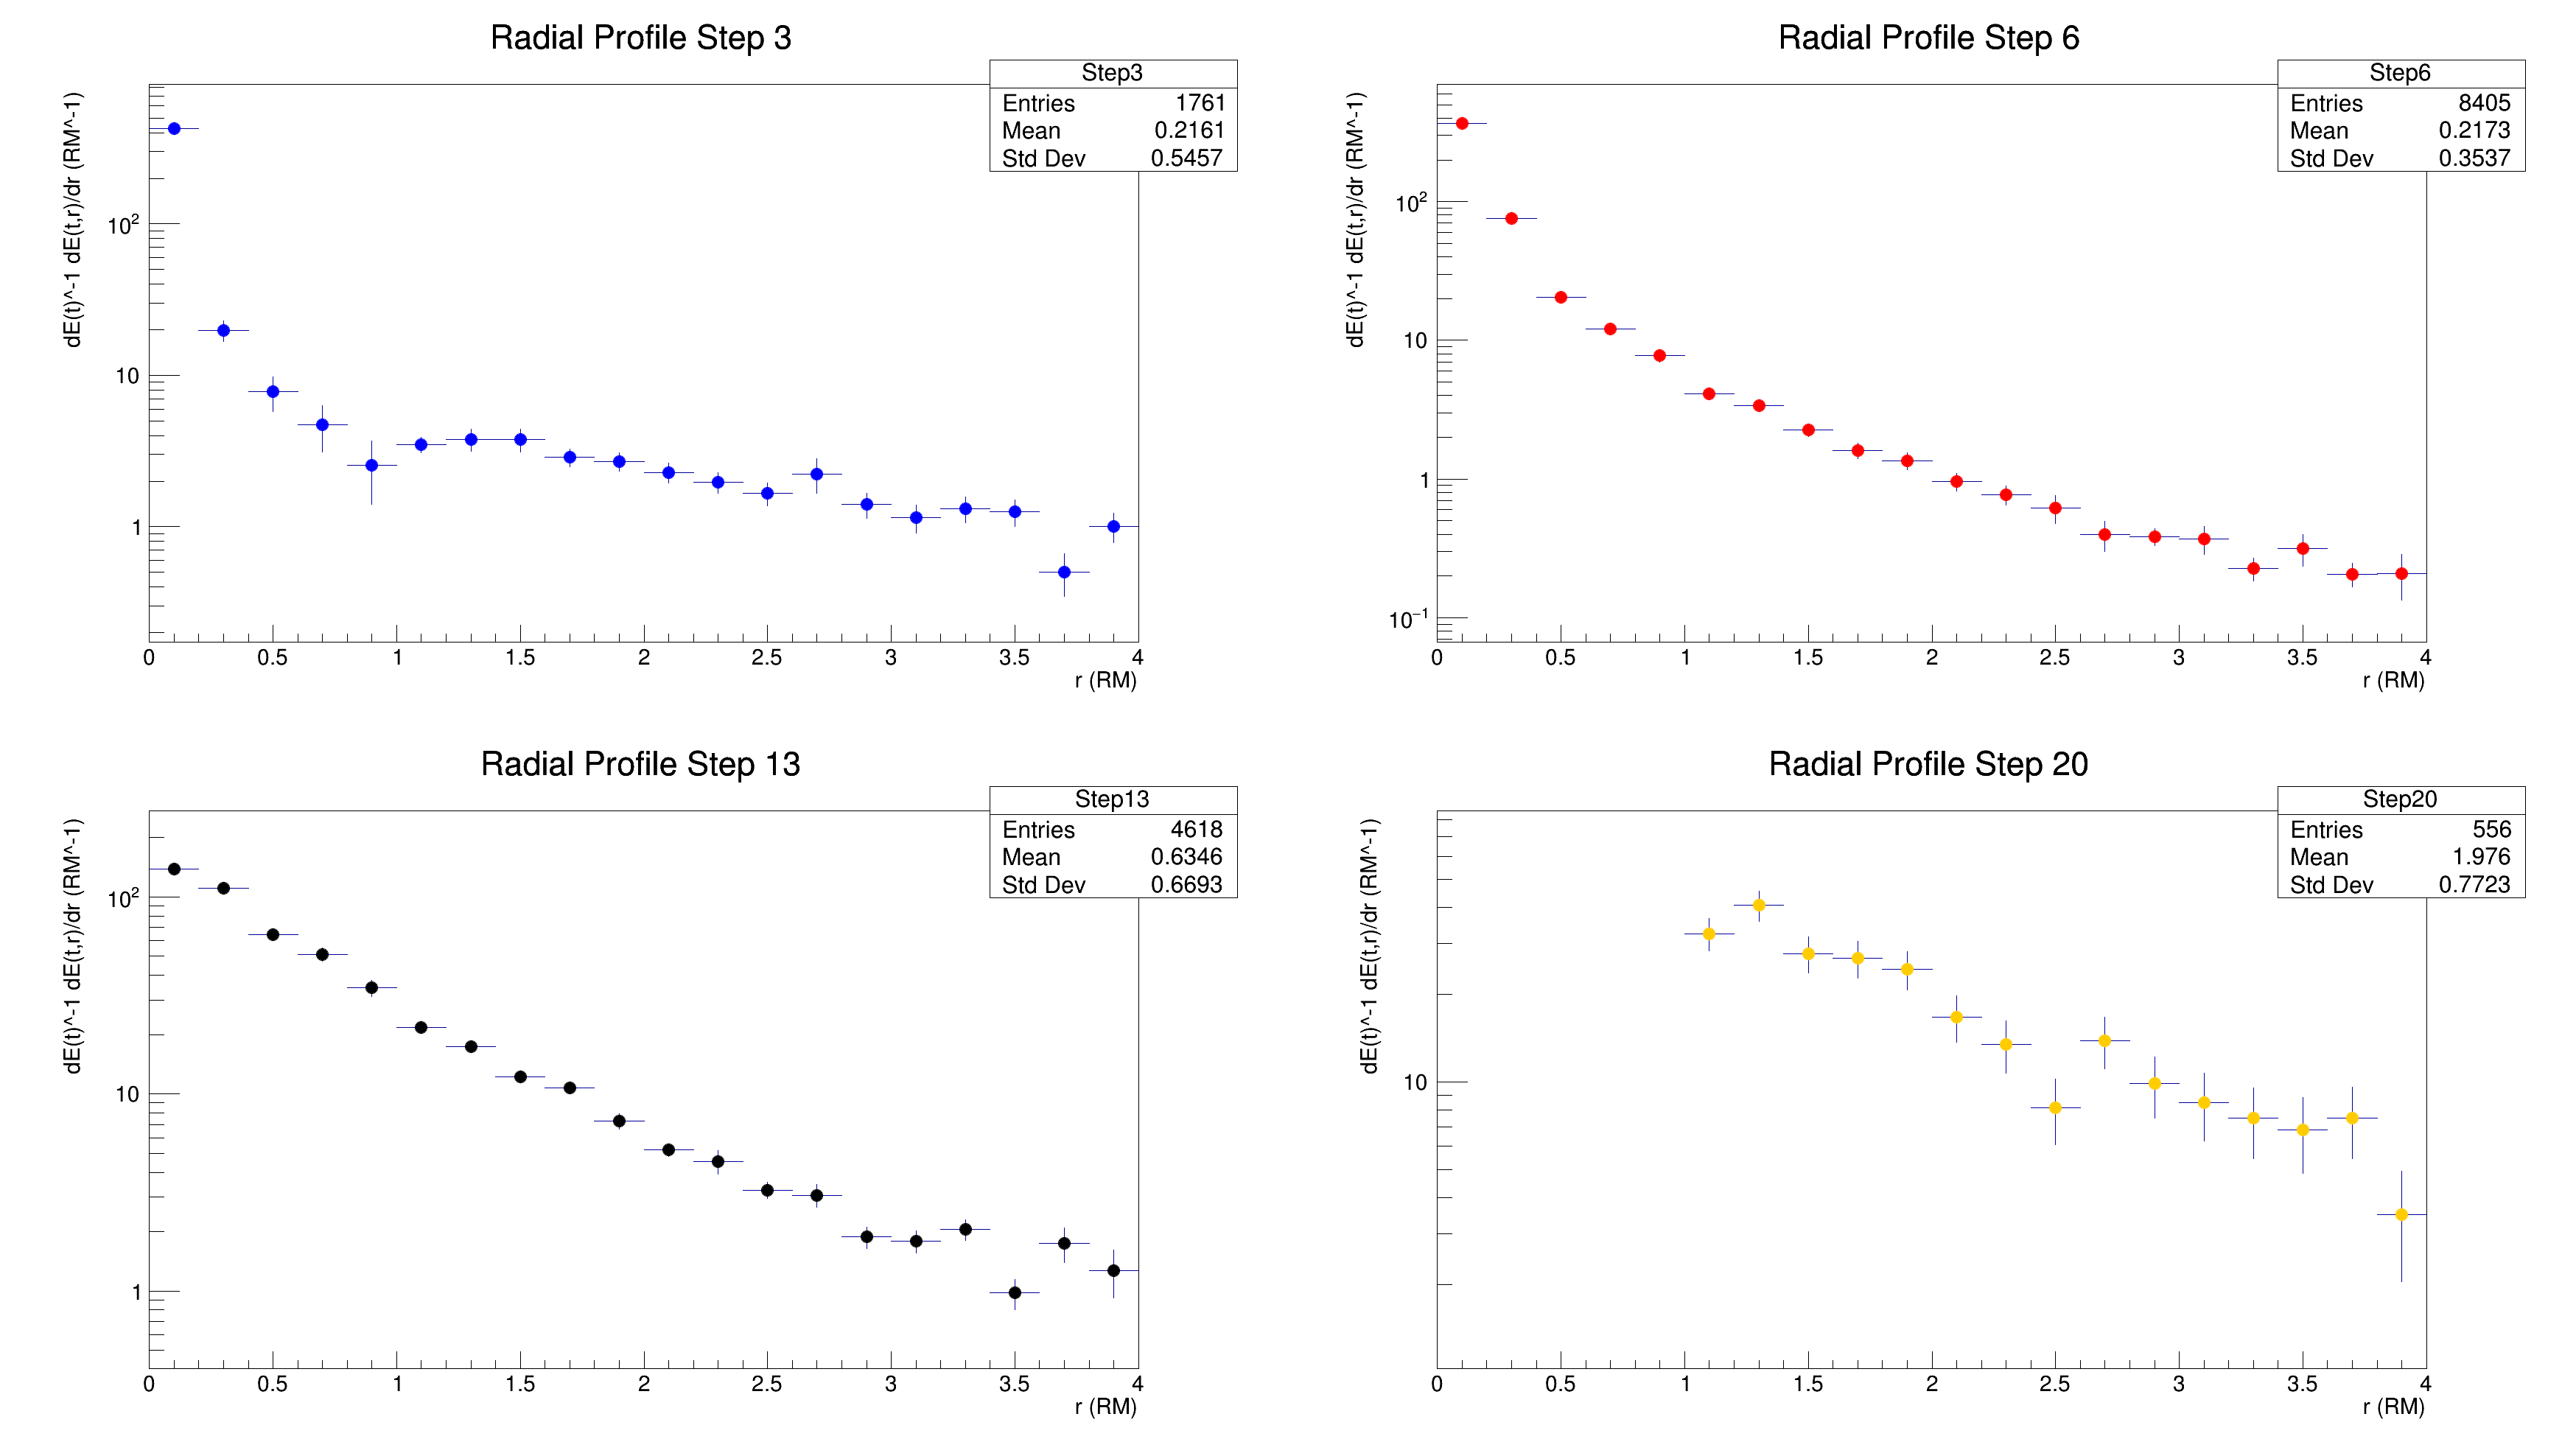 Radial Profile Step 3
Step3
Entries 1761
Mean 0.2161
Std Dev 0.5457
dE(t)^-1 dE(t,r)/dr (RM^-1)
10²
10
1
0 0.5 1 1.5 2 2.5 3 3.5 4
r (RM)
Radial Profile Step 6
Step6
Entries 8405
Mean 0.2173
Std Dev 0.3537
dE(t)^-1 dE(t,r)/dr (RM^-1)
10²
10
1
10⁻¹
0 0.5 1 1.5 2 2.5 3 3.5 4
r (RM)
Radial Profile Step 13
Step13
Entries 4618
Mean 0.6346
Std Dev 0.6693
dE(t)^-1 dE(t,r)/dr (RM^-1)
10²
10
1
0 0.5 1 1.5 2 2.5 3 3.5 4
r (RM)
Radial Profile Step 20
Step20
Entries 556
Mean 1.976
Std Dev 0.7723
dE(t)^-1 dE(t,r)/dr (RM^-1)
10
0 0.5 1 1.5 2 2.5 3 3.5 4
r (RM)